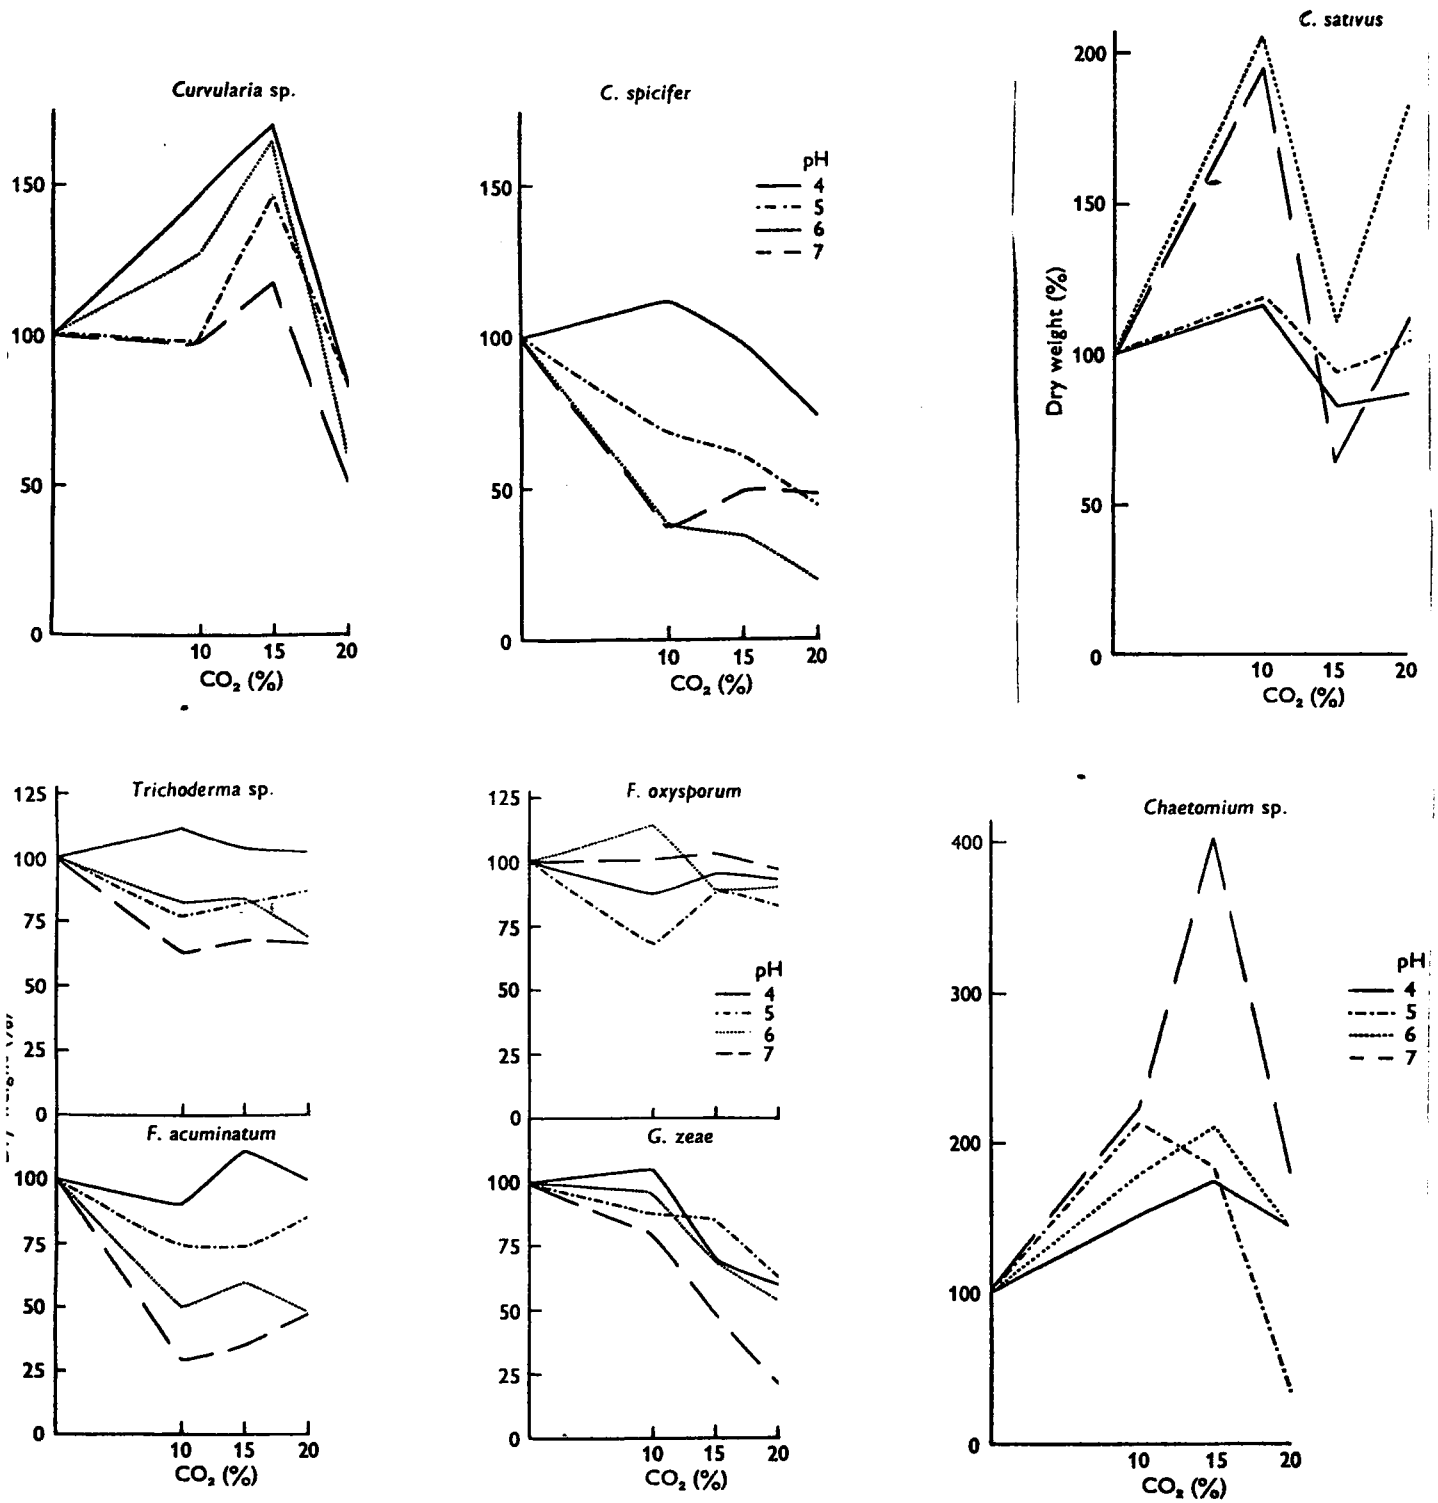 Curvularia sp.
150
100
50
0
10 15 20
CO₂ (%)
C. spicifer
150
100
50
0
pH
4
5
6
7
10 15 20
CO₂ (%)
C. sativus
200
150
100
50
0
Dry weight (%)
10 15 20
CO₂ (%)
Trichoderma sp.
125
100
75
50
25
0
F. oxysporum
125
100
75
50
25
0
pH
4
5
6
7
F. acuminatum
100
75
50
25
0
10 15 20
CO₂ (%)
G. zeae
100
75
50
25
0
10 15 20
CO₂ (%)
Chaetomium sp.
400
300
200
100
0
pH
4
5
6
7
10 15 20
CO₂ (%)